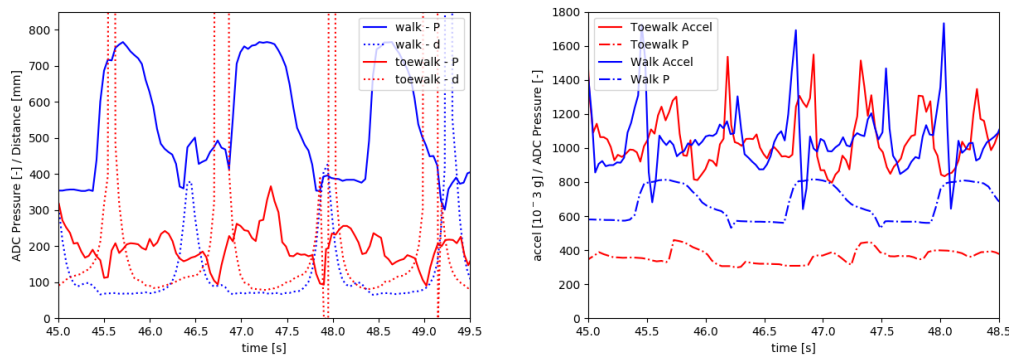 800
700
600
500
400
300
200
100
0
ADC Pressure [-] / Distance [mm]
walk - P
walk - d
toewalk - P
toewalk - d
45.0 45.5 46.0 46.5 47.0 47.5 48.0 48.5 49.0 49.5
time [s]
1800
1600
1400
1200
1000
800
600
400
200
0
accel [10 - 3 g] / ADC Pressure [-]
Toewalk Accel
Toewalk P
Walk Accel
Walk P
45.0 45.5 46.0 46.5 47.0 47.5 48.0 48.5
time [s]